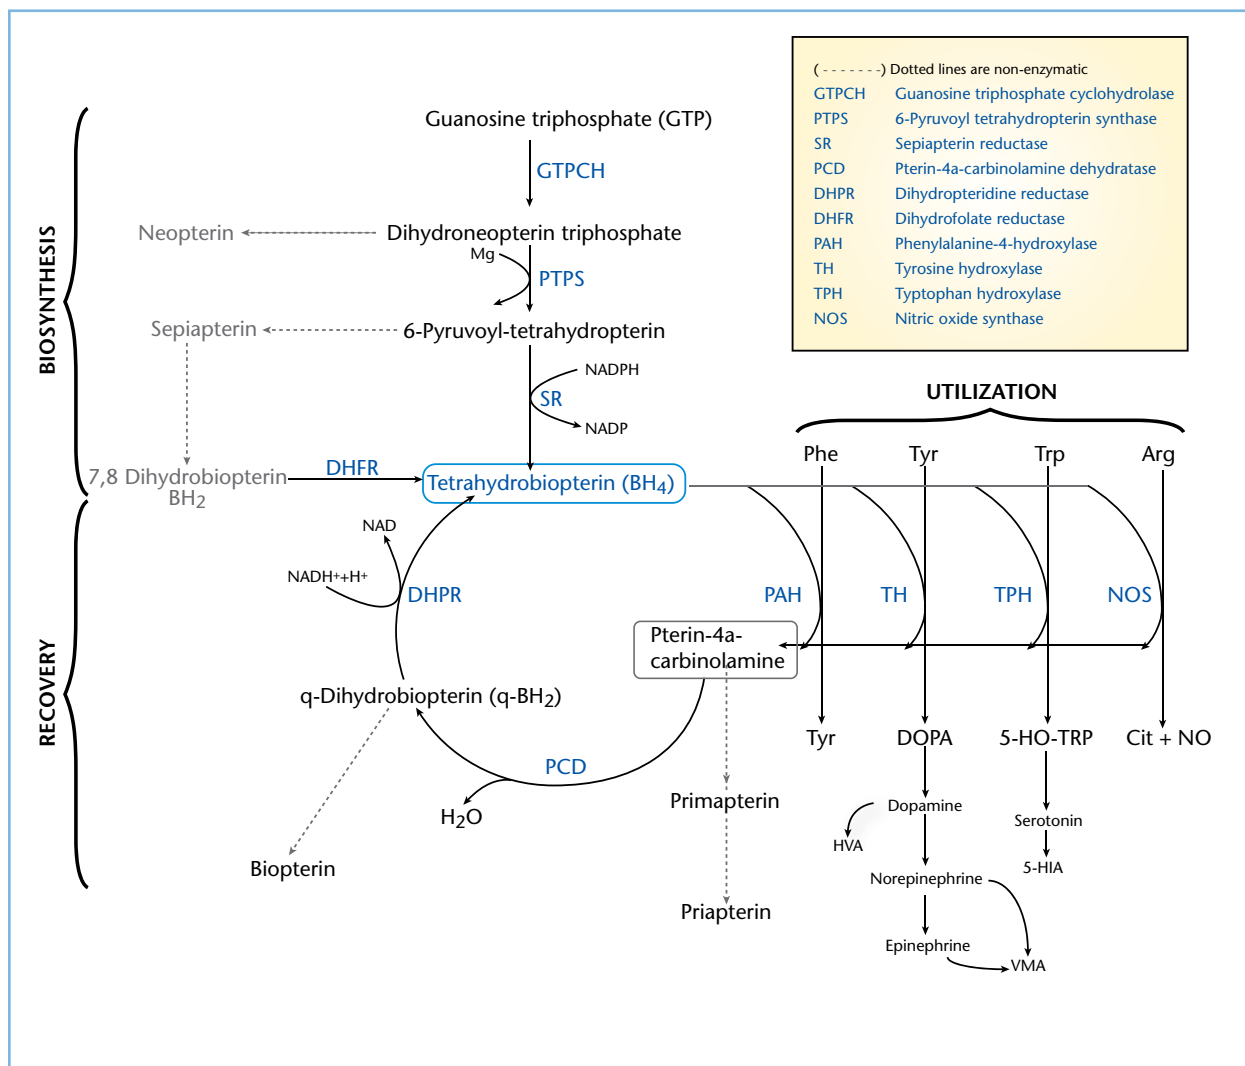 ( - - - - - - - ) Dotted lines are non-enzymatic
GTPCH Guanosine triphosphate cyclohydrolase
PTPS 6-Pyruvoyl tetrahydropterin synthase
SR Sepiapterin reductase
PCD Pterin-4a-carbinolamine dehydratase
DHPR Dihydropteridine reductase
DHFR Dihydrofolate reductase
PAH Phenylalanine-4-hydroxylase
TH Tyrosine hydroxylase
TPH Typtophan hydroxylase
NOS Nitric oxide synthase
BIOSYNTHESIS
Guanosine triphosphate (GTP)
GTPCH
Neopterin
Dihydroneopterin triphosphate
Mg
PTPS
Sepiapterin
6-Pyruvoyl-tetrahydropterin
NADPH
SR
NADP
7,8 Dihydrobiopterin
BH2
DHFR
Tetrahydrobiopterin (BH4)
UTILIZATION
Phe Tyr Trp Arg
PAH TH TPH NOS
RECOVERY
NAD
NADH++H+
DHPR
Pterin-4a-
carbinolamine
q-Dihydrobiopterin (q-BH2)
PCD
H2O
Biopterin
Primapterin
Priapterin
Tyr DOPA 5-HO-TRP Cit + NO
Dopamine
HVA
Norepinephrine
Epinephrine
VMA
Serotonin
5-HIA